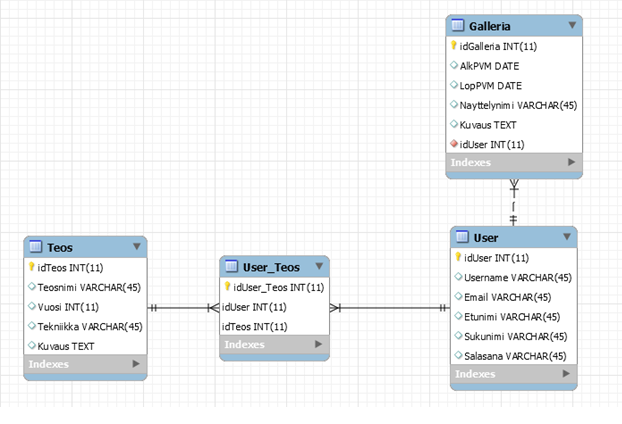 Galleria
idGalleria INT(11)
AlkPVM DATE
LopPVM DATE
Nayttelynimi VARCHAR(45)
Kuvaus TEXT
idUser INT(11)
Indexes
Teos
idTeos INT(11)
Teosnimi VARCHAR(45)
Vuosi INT(11)
Tekniikka VARCHAR(45)
Kuvaus TEXT
Indexes
User_Teos
idUser_Teos INT(11)
idUser INT(11)
idTeos INT(11)
Indexes
User
idUser INT(11)
Username VARCHAR(45)
Email VARCHAR(45)
Etunimi VARCHAR(45)
Sukunimi VARCHAR(45)
Salasana VARCHAR(45)
Indexes